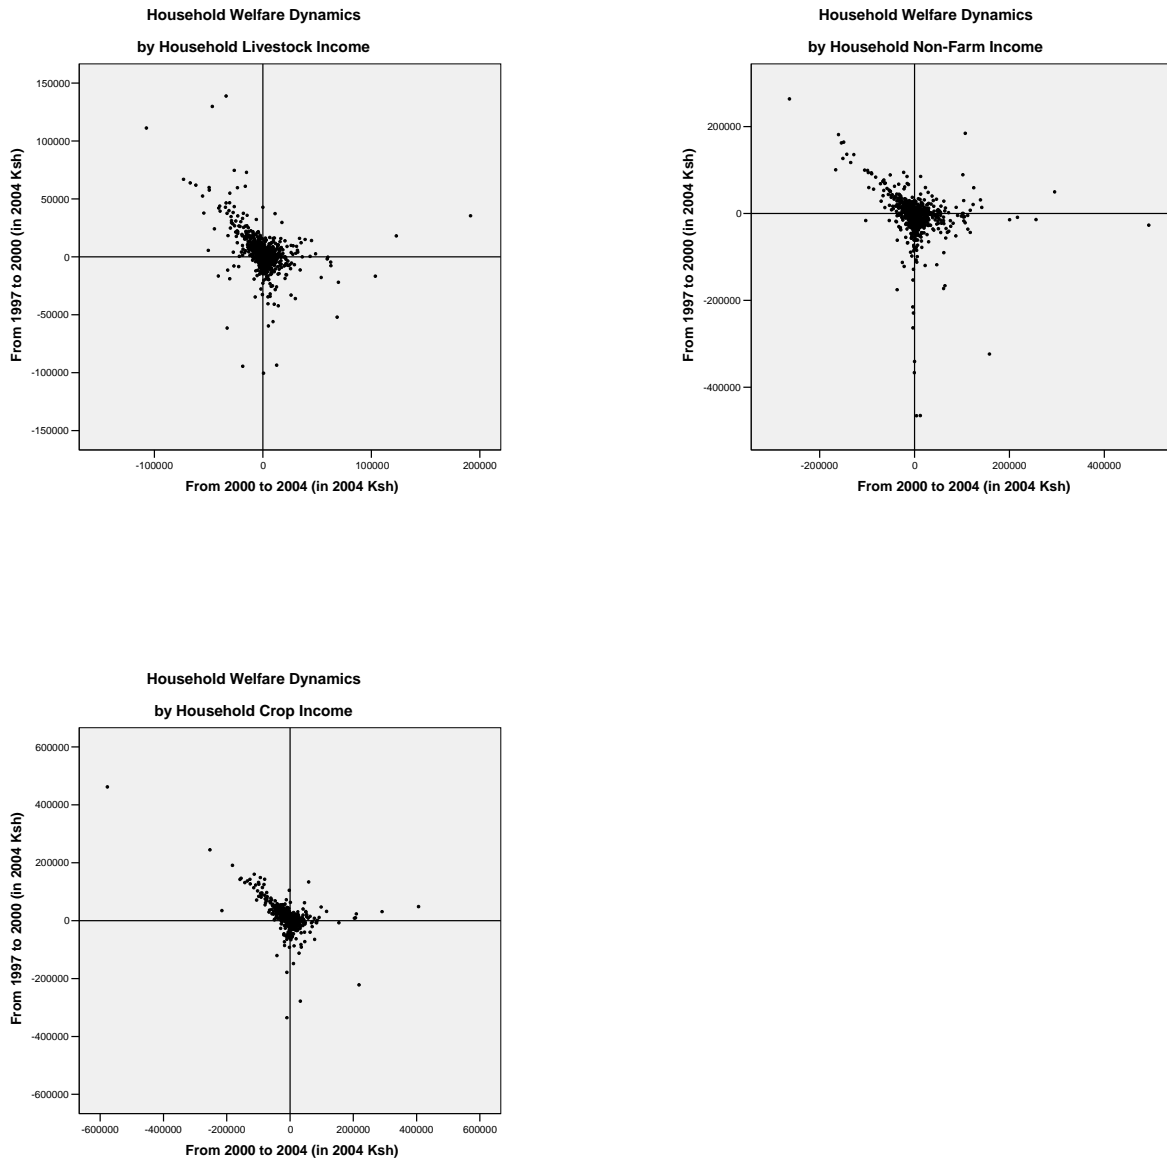 Household Welfare Dynamics
by Household Livestock Income
From 1997 to 2000 (in 2004 Ksh)
150000
100000
50000
0
-50000
-100000
-150000
-100000 0 100000 200000
From 2000 to 2004 (in 2004 Ksh)
Household Welfare Dynamics
by Household Non-Farm Income
From 1997 to 2000 (in 2004 Ksh)
200000
0
-200000
-400000
-200000 0 200000 400000
From 2000 to 2004 (in 2004 Ksh)
Household Welfare Dynamics
by Household Crop Income
From 1997 to 2000 (in 2004 Ksh)
600000
400000
200000
0
-200000
-400000
-600000
-600000 -400000 -200000 0 200000 400000 600000
From 2000 to 2004 (in 2004 Ksh)